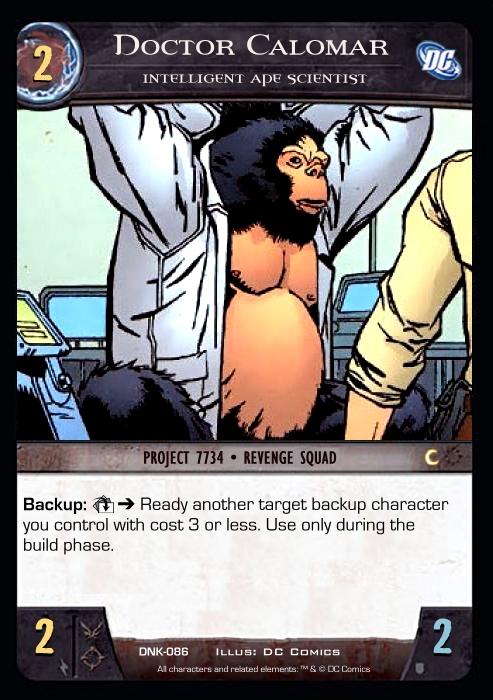 2
Doctor Calomar
Intelligent Ape Scientist
DC
Project 7734 • Revenge Squad
C
Backup: ➔ Ready another target backup character
you control with cost 3 or less. Use only during the
build phase.
2
2
DNK-086 Illus: DC Comics
All characters and related elements: ™ & © DC Comics